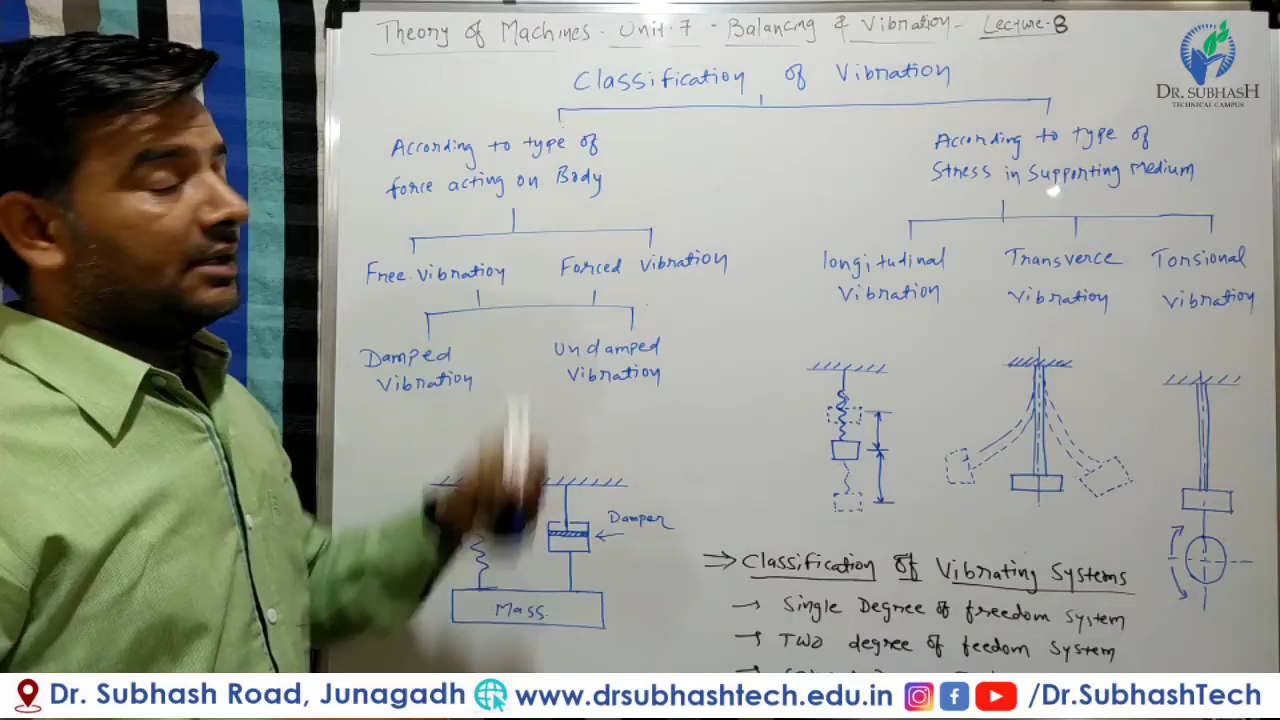 Theory of Machines. Unit.7 - Balancing & Vibration - Lecture-8
DR. SUBHASH
TECHNICAL CAMPUS
Classification of Vibration
According to type of
force acting on Body
According to type of
Stress in Supporting Medium
Free vibration
Forced vibration
longitudinal
Vibration
Transverce
Vibration
Torsional
Vibration
Damped
Vibration
Undamped
Vibration
Damper
Mass
⇒ Classification of Vibrating Systems
→ Single Degree of freedom system
→ TWO degree of feedom system
Dr. Subhash Road, Junagadh www.drsubhashtech.edu.in /Dr.SubhashTech